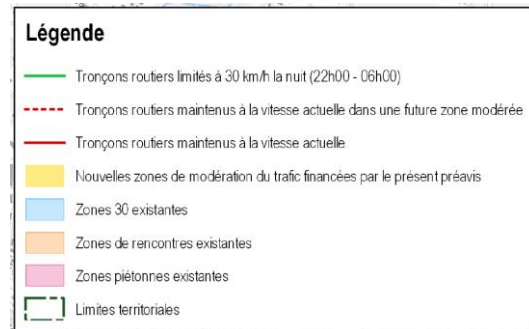 Légende
Tronçons routiers limités à 30 km/h la nuit (22h00 - 06h00)
Tronçons routiers maintenus à la vitesse actuelle dans une future zone modérée
Tronçons routiers maintenus à la vitesse actuelle
Nouvelles zones de modération du trafic financées par le présent préavis
Zones 30 existantes
Zones de rencontres existantes
Zones piétonnes existantes
Limites territoriales